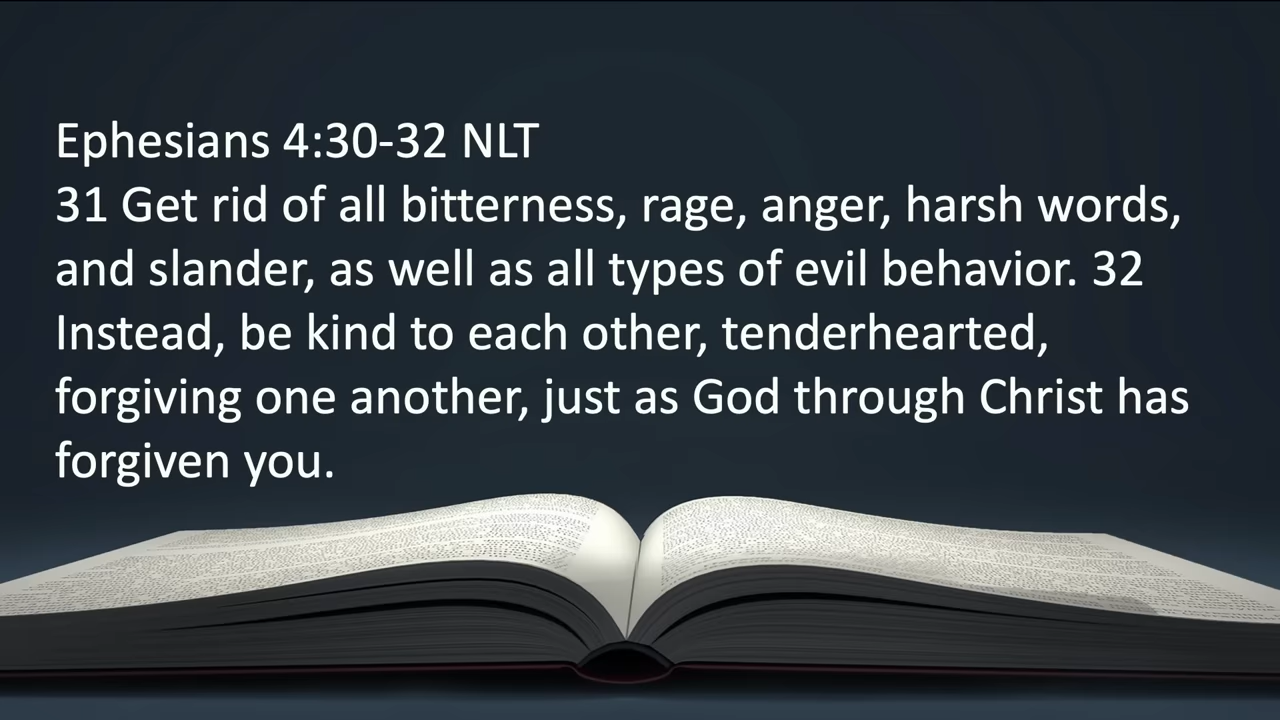 Ephesians 4:30-32 NLT
31 Get rid of all bitterness, rage, anger, harsh words,
and slander, as well as all types of evil behavior. 32
Instead, be kind to each other, tenderhearted,
forgiving one another, just as God through Christ has
forgiven you.